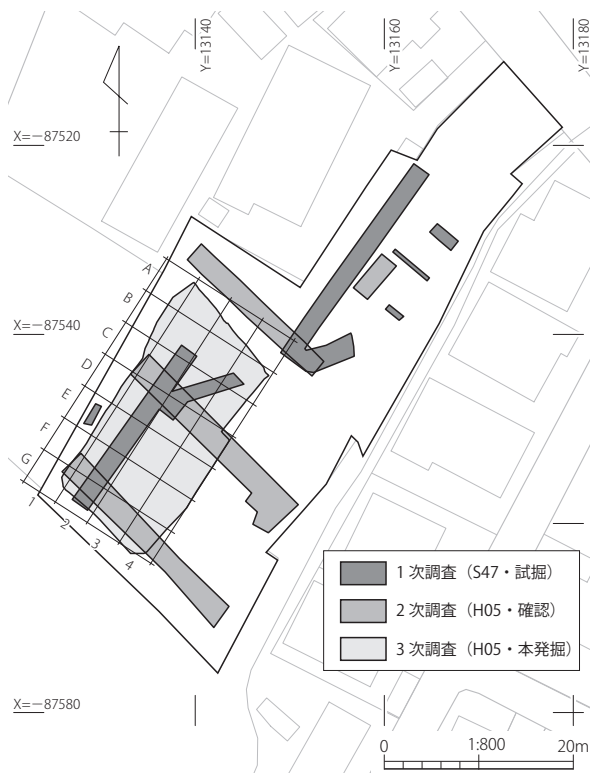 Y=13140
Y=13160
Y=13180
X=－87520
X=－87540
X=－87580
A
B
C
D
E
F
G
1
2
3
4
1 次調査（S47・試掘）
2 次調査（H05・確認）
3 次調査（H05・本発掘）
0 1:800 20m